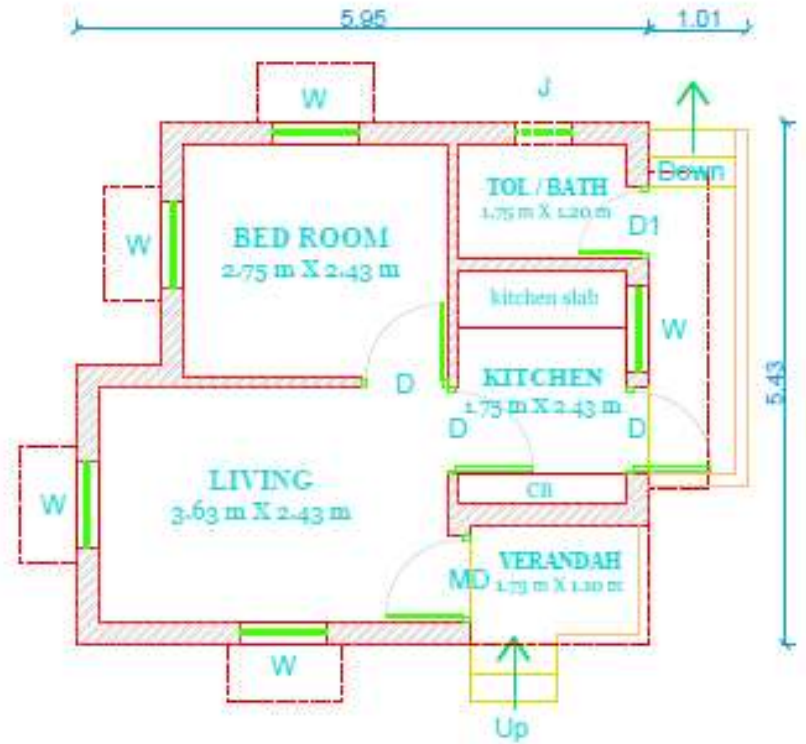 5.95
1.01
W
J
Down
W
BED ROOM
2.75 m X 2.43 m
TOL / BATH
1.75 m X 1.20 m
D1
kitchen slab
W
D
KITCHEN
1.75 m X 2.43 m
5.43
D
D
LIVING
3.63 m X 2.43 m
W
CB
MD
VERANDAH
1.75 m X 1.10 m
W
Up